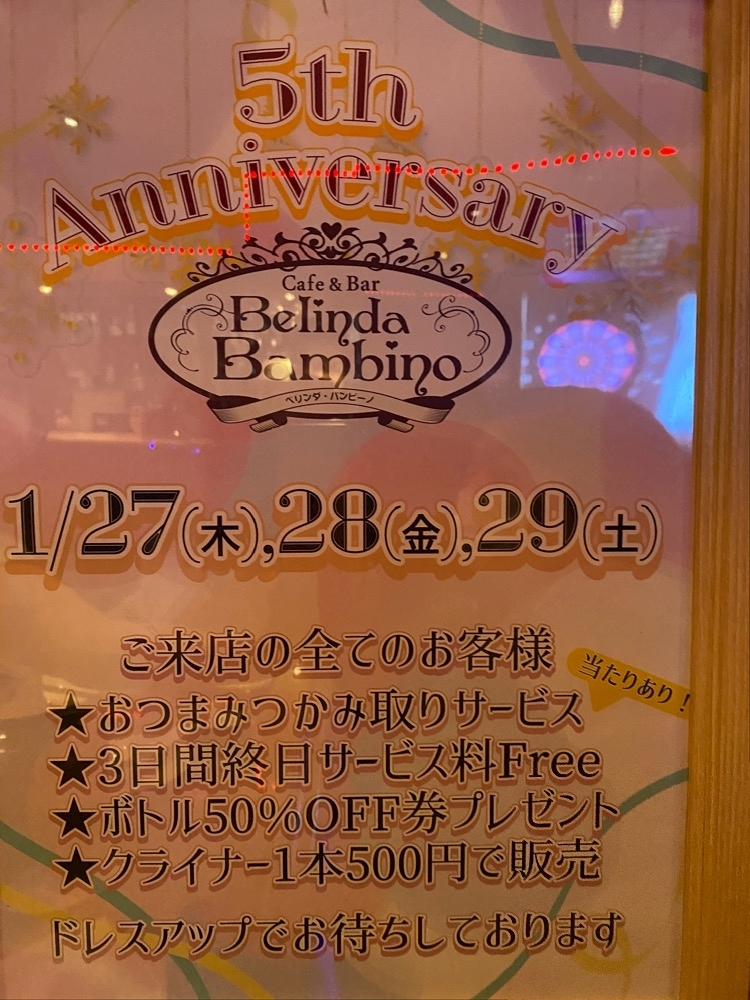 5th
Anniversary
Cafe & Bar
Belinda
Bambino
ベリンダ・バンビーノ
1/27(木),28(金),29(土)
ご来店の全てのお客様
当たりあり!
★おつまみつかみ取りサービス
★3日間終日サービス料Free
★ボトル50%OFF券プレゼント
★クライナー1本500円で販売
ドレスアップでお待ちしております